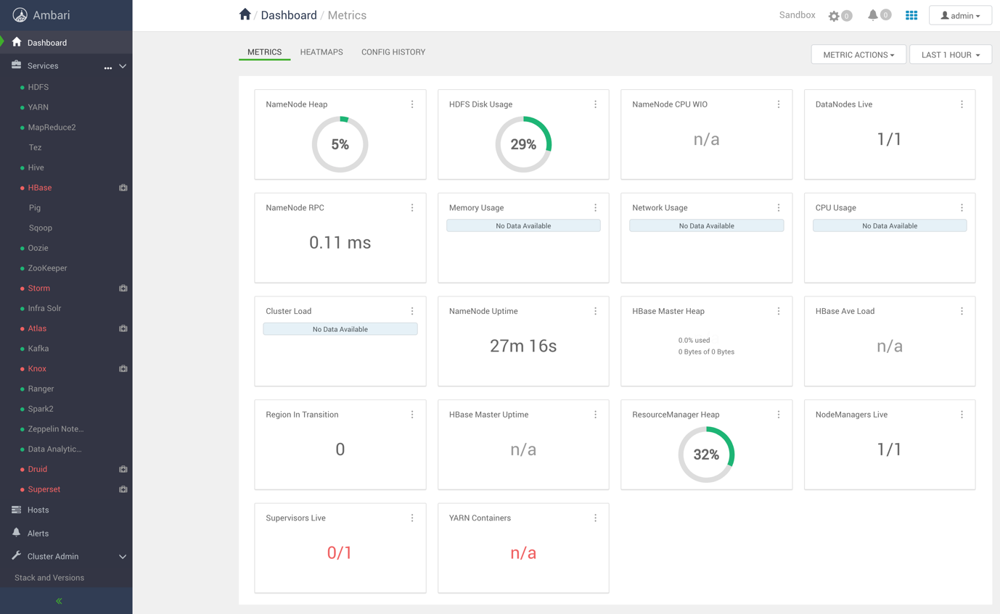 Ambari
Dashboard
Services
...
HDFS
YARN
MapReduce2
Tez
Hive
HBase
Pig
Sqoop
Oozie
ZooKeeper
Storm
Infra Solr
Atlas
Kafka
Knox
Ranger
Spark2
Zeppelin Note...
Data Analytic...
Druid
Superset
Hosts
Alerts
Cluster Admin
Stack and Versions
/ Dashboard / Metrics
Sandbox 0 0 admin
METRICS HEATMAPS CONFIG HISTORY
METRIC ACTIONS LAST 1 HOUR
NameNode Heap
5%
HDFS Disk Usage
29%
NameNode CPU WIO
n/a
DataNodes Live
1/1
NameNode RPC
0.11 ms
Memory Usage
No Data Available
Network Usage
No Data Available
CPU Usage
No Data Available
Cluster Load
No Data Available
NameNode Uptime
27m 16s
HBase Master Heap
0.0% used
0 Bytes of 0 Bytes
HBase Ave Load
n/a
Region In Transition
0
HBase Master Uptime
n/a
ResourceManager Heap
32%
NodeManagers Live
1/1
Supervisors Live
0/1
YARN Containers
n/a